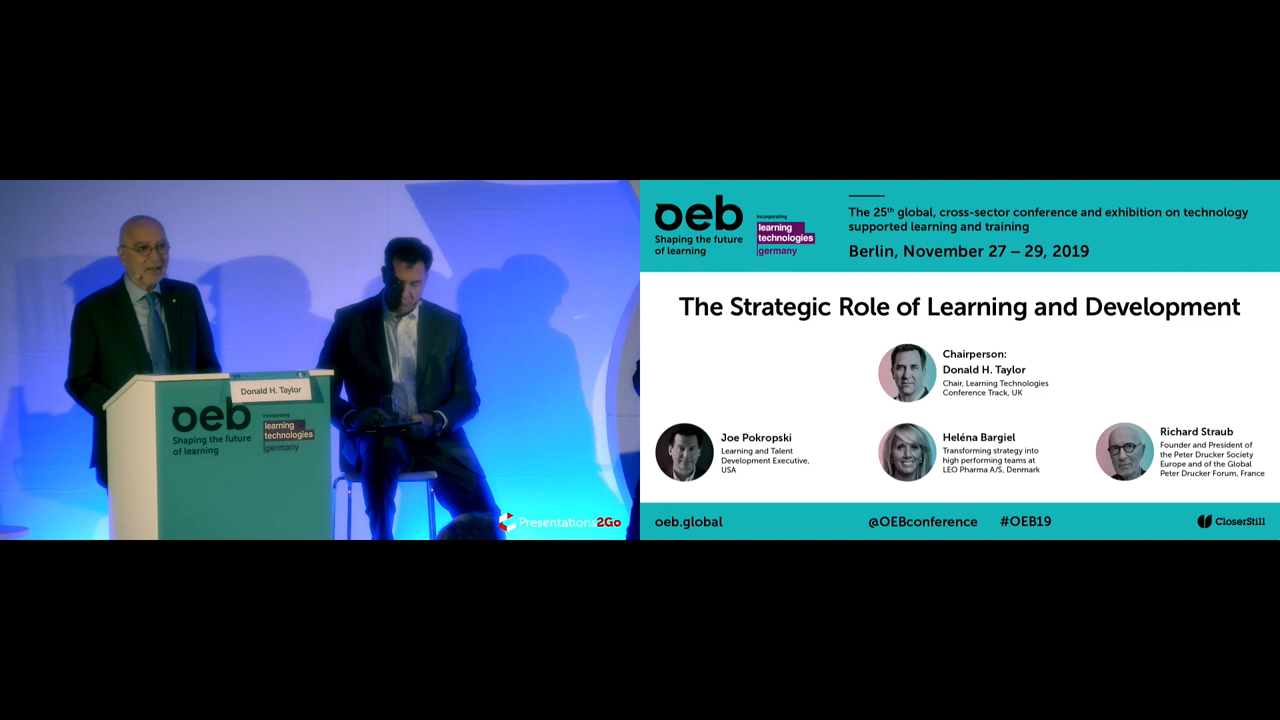 Donald H. Taylor
oeb
Shaping the future
of learning
incorporating
learning
technologies
germany
Presentations2Go
oeb
Shaping the future
of learning
incorporating
learning
technologies
germany
The 25th global, cross-sector conference and exhibition on technology
supported learning and training
Berlin, November 27 – 29, 2019
The Strategic Role of Learning and Development
Chairperson:
Donald H. Taylor
Chair, Learning Technologies
Conference Track, UK
Joe Pokropski
Learning and Talent
Development Executive,
USA
Heléna Bargiel
Transforming strategy into
high performing teams at
LEO Pharma A/S, Denmark
Richard Straub
Founder and President of
the Peter Drucker Society
Europe and of the Global
Peter Drucker Forum, France
oeb.global
@OEBconference
#OEB19
CloserStill